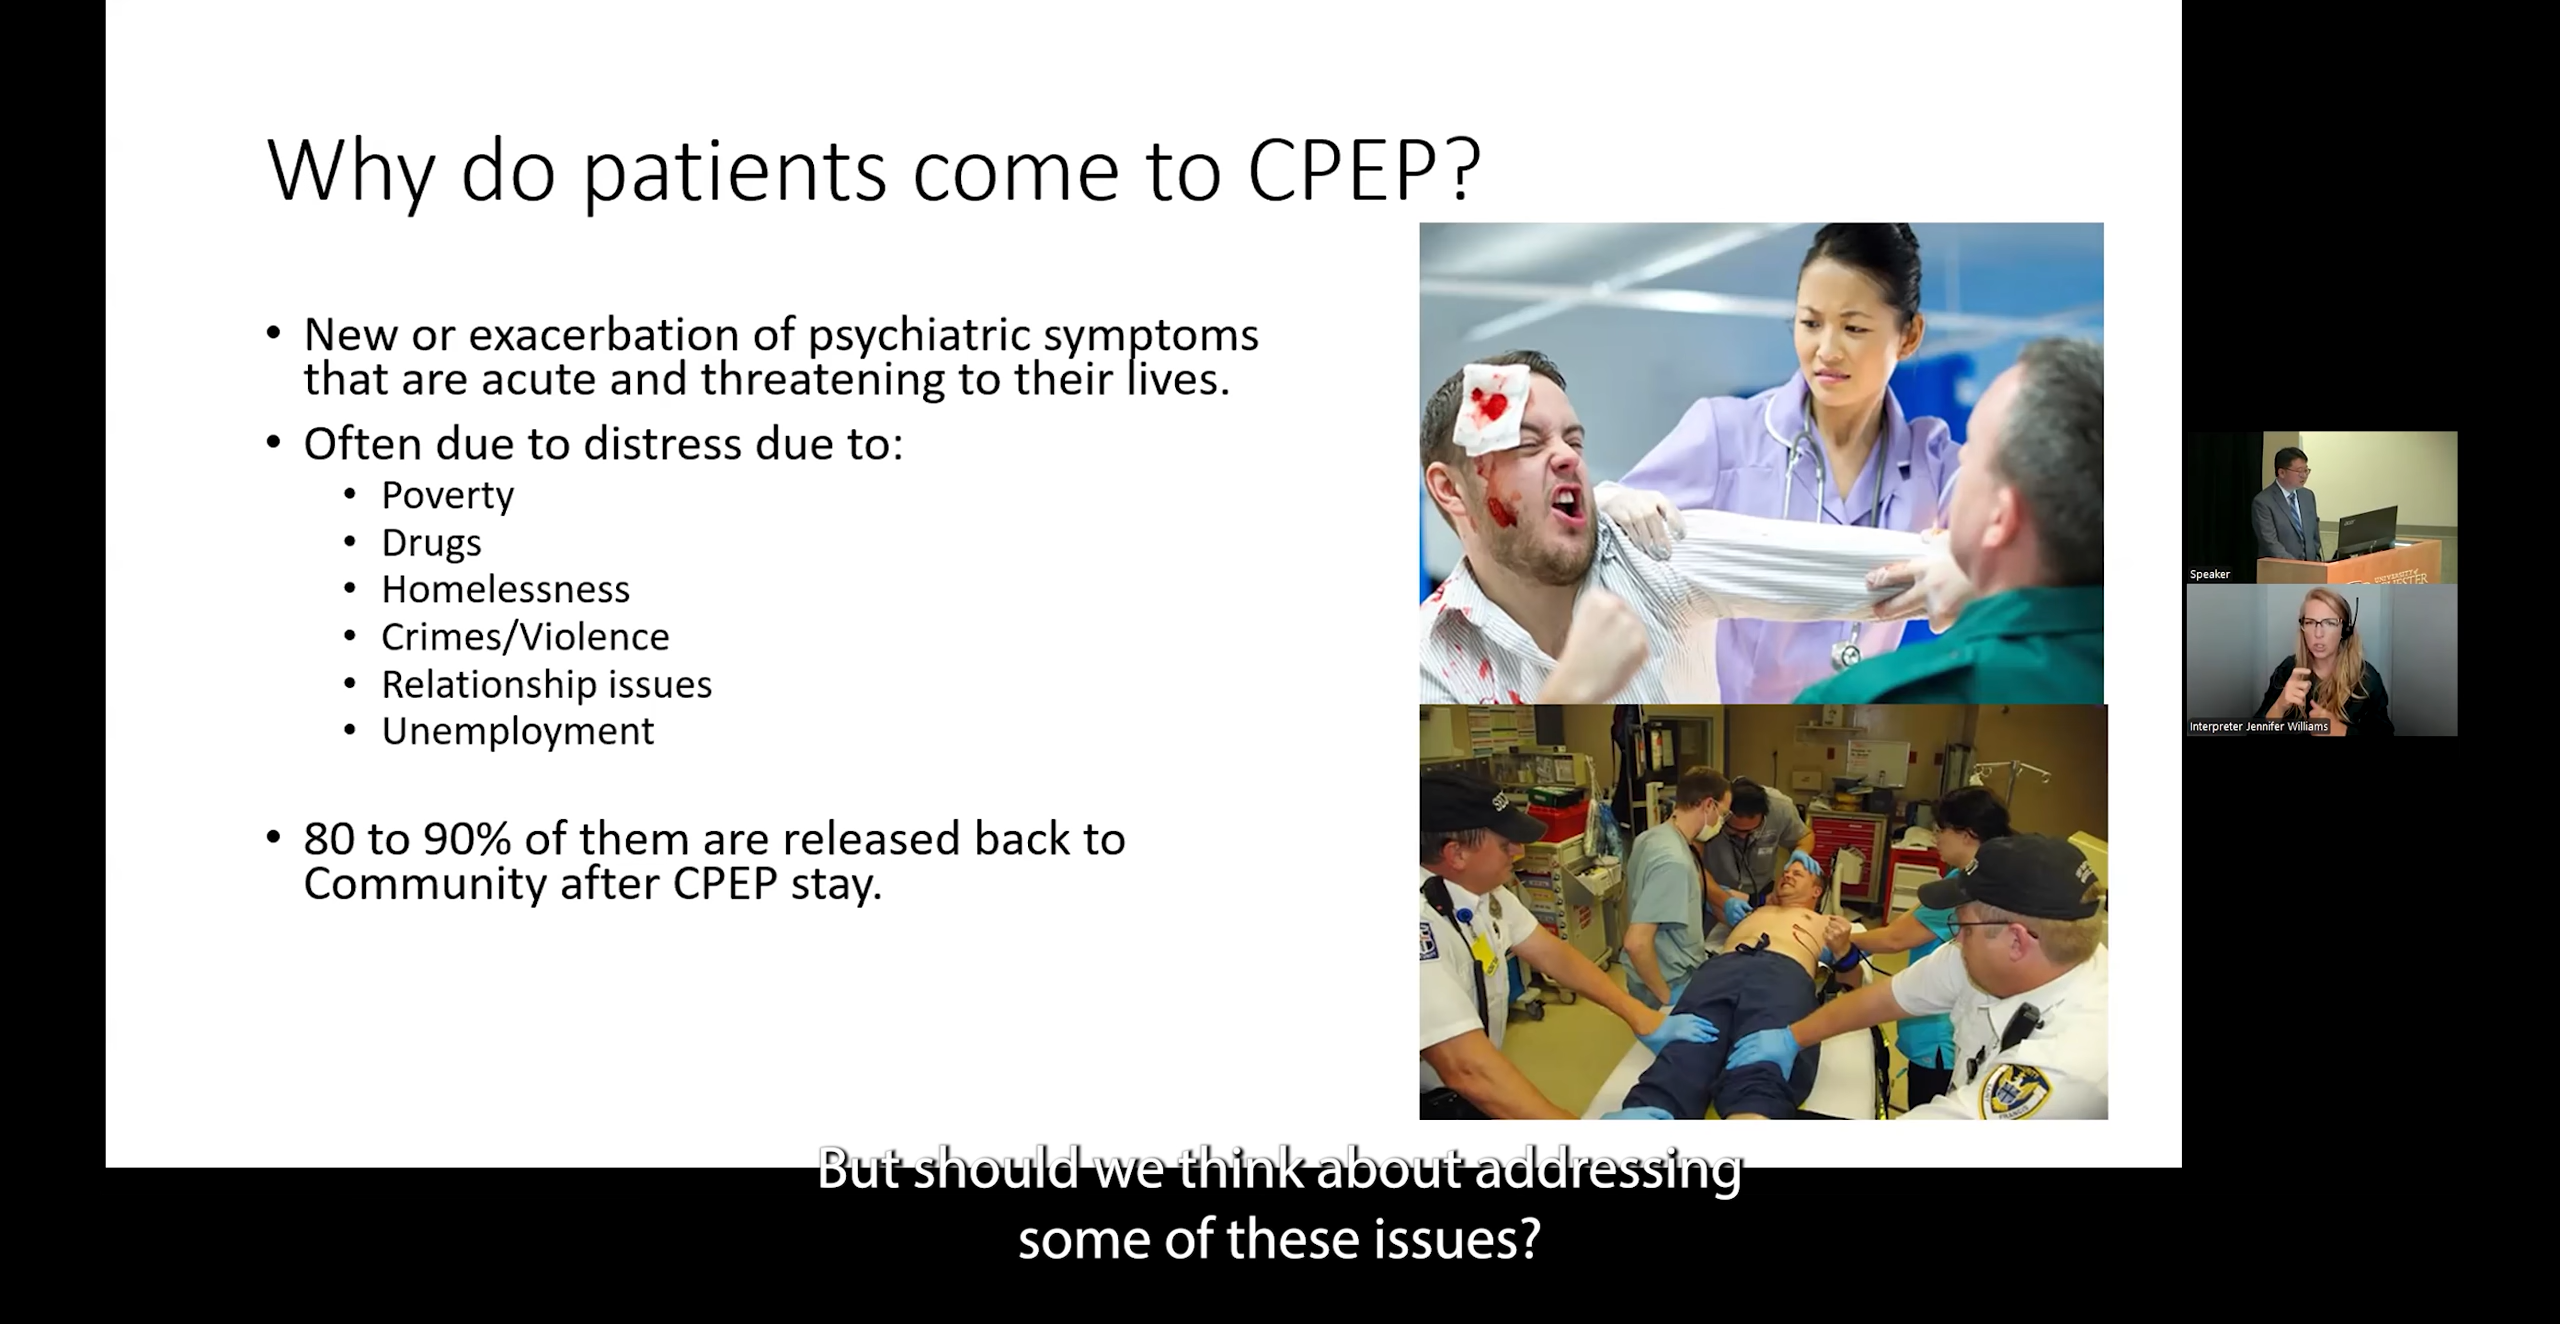 Why do patients come to CPEP?
• New or exacerbation of psychiatric symptoms
that are acute and threatening to their lives.
• Often due to distress due to:
• Poverty
• Drugs
• Homelessness
• Crimes/Violence
• Relationship issues
• Unemployment
• 80 to 90% of them are released back to
Community after CPEP stay.
Speaker
UNIVERSITY of
Interpreter Jennifer Williams
But should we think about addressing
some of these issues?